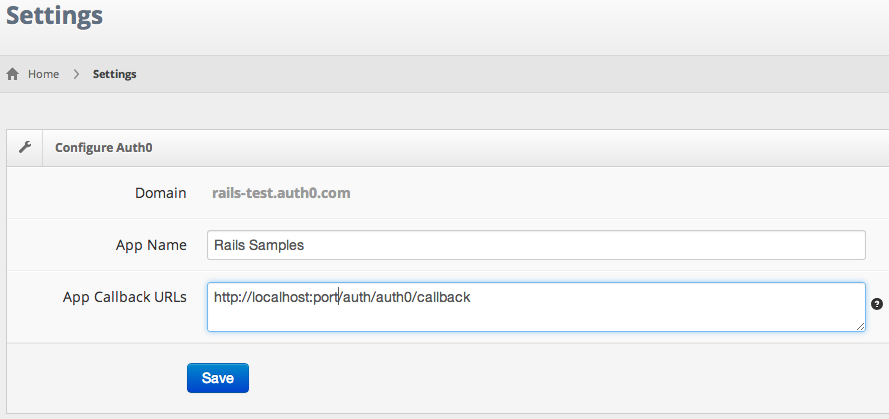 Settings
Home > Settings
Configure Auth0
Domain rails-test.auth0.com
App Name Rails Samples
App Callback URLs http://localhost:port/auth/auth0/callback
?
Save